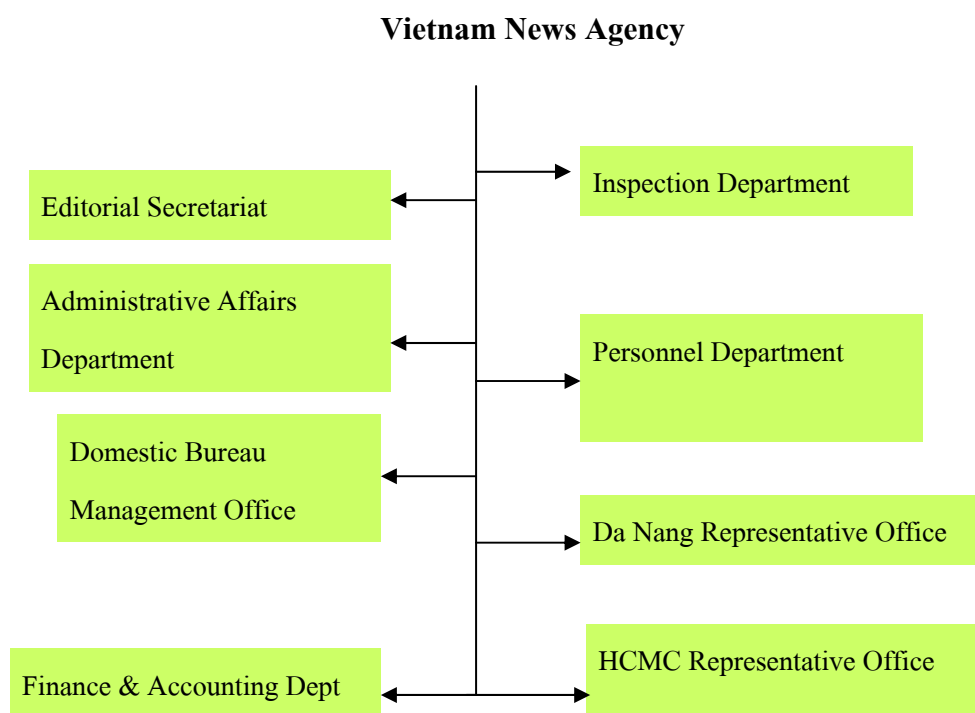 Vietnam News Agency
Inspection Department
Editorial Secretariat
Administrative Affairs
Department
Personnel Department
Domestic Bureau
Management Office
Da Nang Representative Office
HCMC Representative Office
Finance & Accounting Dept